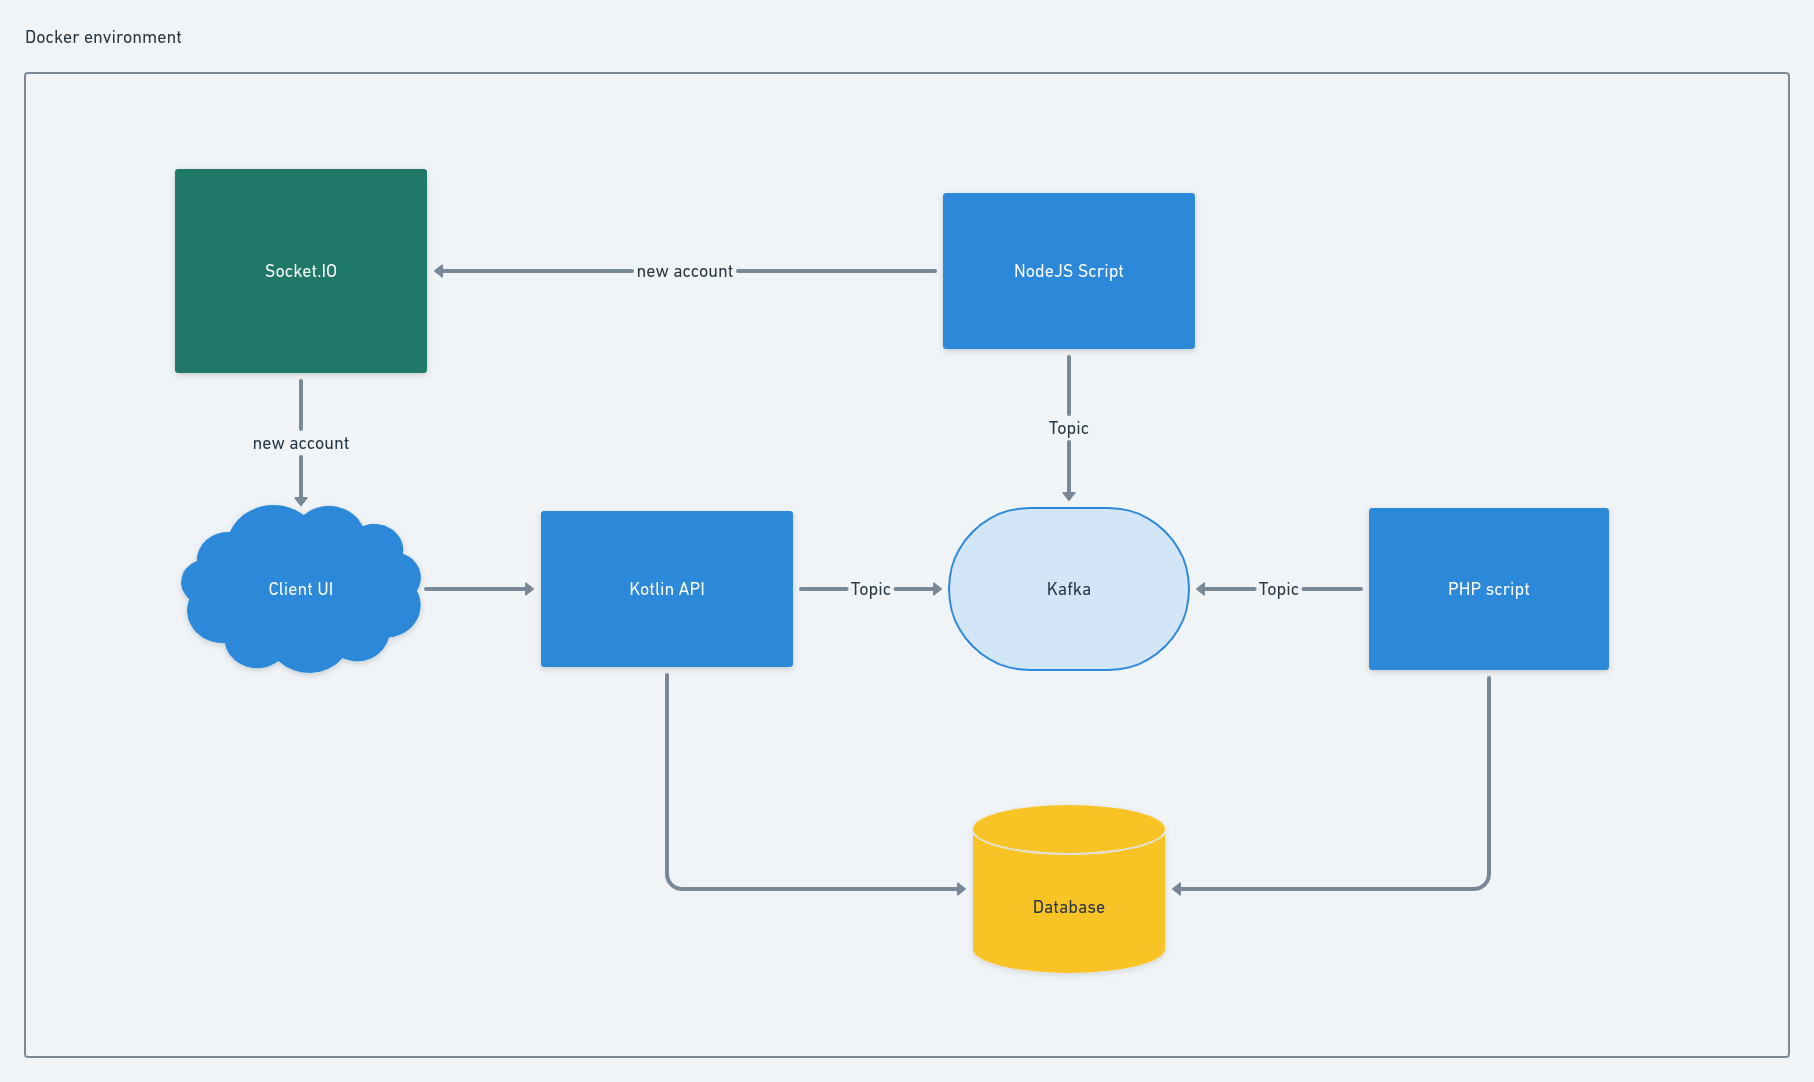 Docker environment
Socket.IO
new account
NodeJS Script
new account
Topic
Client UI
Kotlin API
Topic
Kafka
Topic
PHP script
Database